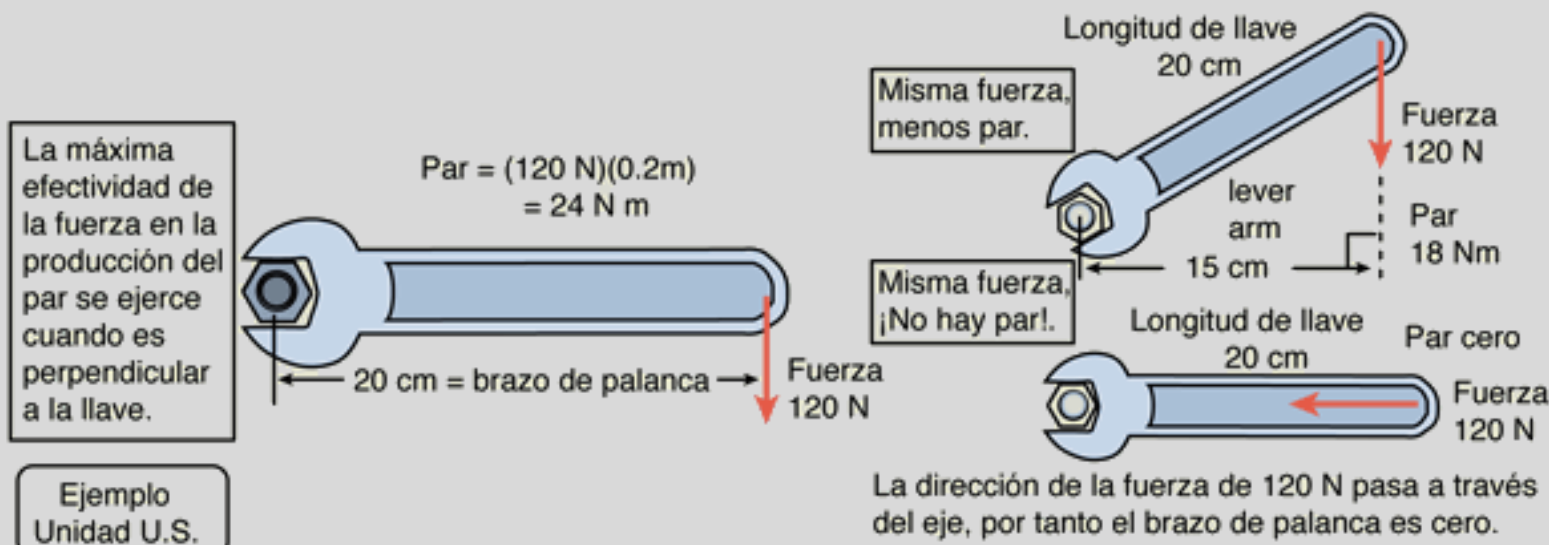 La máxima
efectividad de
la fuerza en la
producción del
par se ejerce
cuando es
perpendicular
a la llave.
Par = (120 N)(0.2m)
= 24 N m
20 cm = brazo de palanca
Fuerza
120 N
Ejemplo
Unidad U.S.
Longitud de llave
20 cm
Misma fuerza,
menos par.
Fuerza
120 N
lever
arm
15 cm
Par
18 Nm
Misma fuerza,
¡No hay par!.
Longitud de llave
20 cm
Par cero
Fuerza
120 N
La dirección de la fuerza de 120 N pasa a través
del eje, por tanto el brazo de palanca es cero.